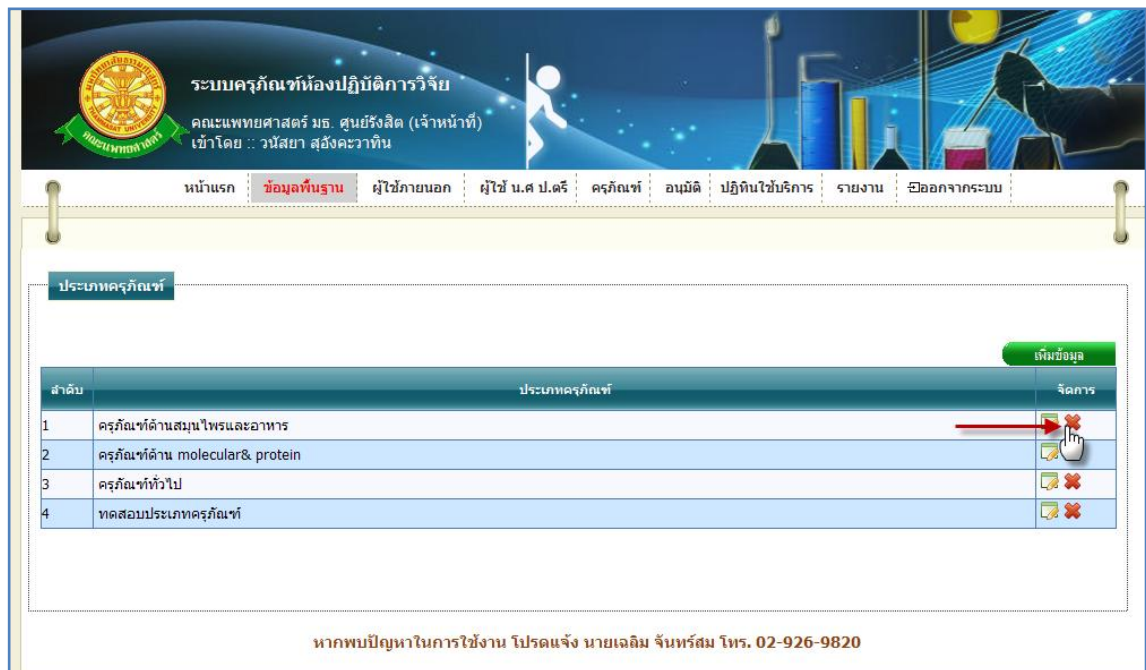 ระบบครุภัณฑ์ห้องปฏิบัติการวิจัย
คณะแพทยศาสตร์ มธ. ศูนย์รังสิต (เจ้าหน้าที่)
เข้าโดย :: วนัสยา สุอังคะวาทิน
คณะแพทยศาสตร์
หน้าแรก ข้อมูลพื้นฐาน ผู้ใช้ภายนอก ผู้ใช้ น.ศ ป.ตรี ครุภัณฑ์ อนุมัติ ปฏิทินใช้บริการ รายงาน ออกจากระบบ
ประเภทครุภัณฑ์
เพิ่มข้อมูล
ลำดับ ประเภทครุภัณฑ์ จัดการ
1 ครุภัณฑ์ด้านสมุนไพรและอาหาร
2 ครุภัณฑ์ด้าน molecular& protein
3 ครุภัณฑ์ทั่วไป
4 ทดสอบประเภทครุภัณฑ์
หากพบปัญหาในการใช้งาน โปรดแจ้ง นายเฉลิม จันทร์สม โทร. 02-926-9820